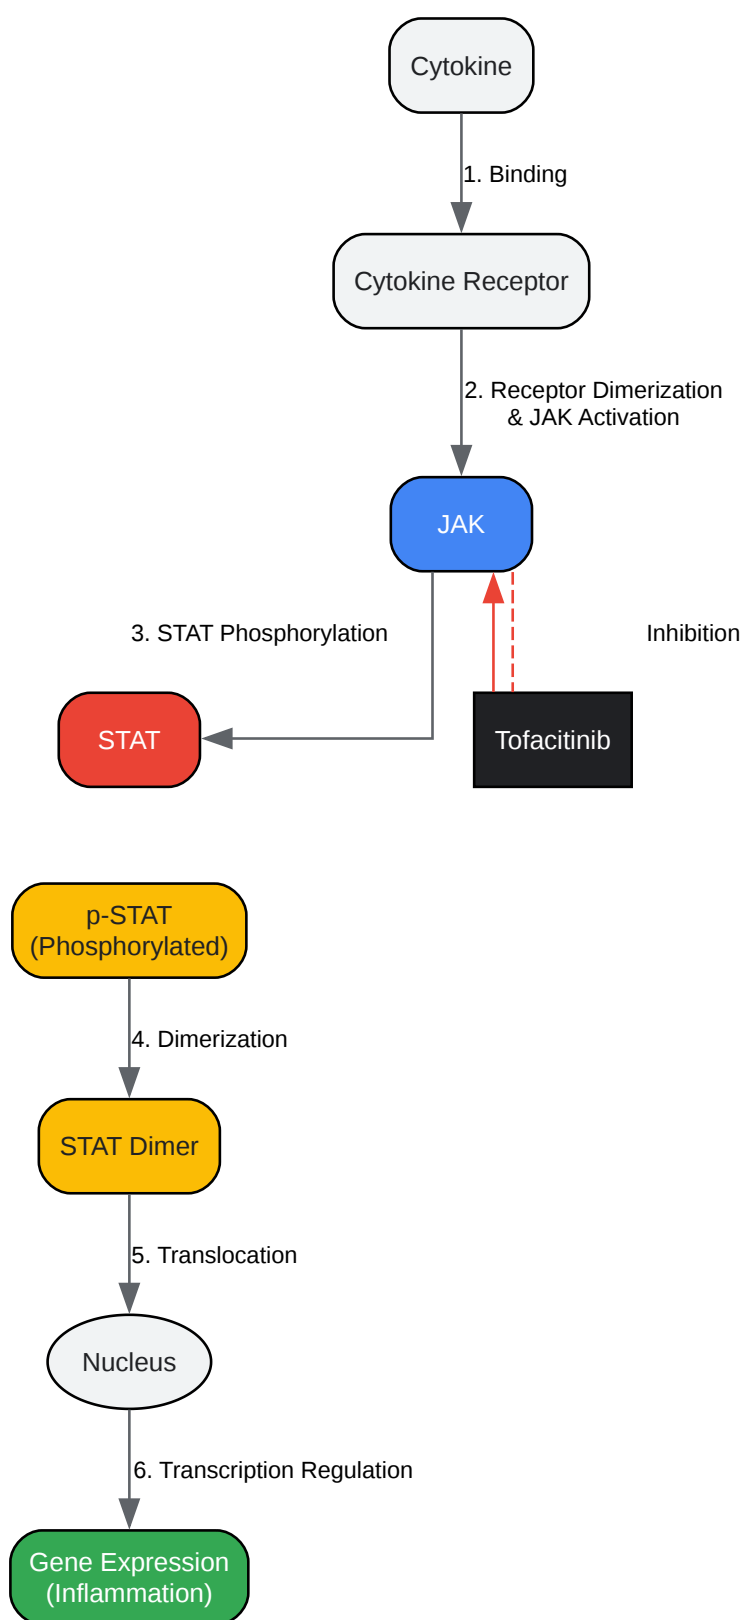 Cytokine
1. Binding
Cytokine Receptor
2. Receptor Dimerization
& JAK Activation
JAK
3. STAT Phosphorylation
Inhibition
STAT
Tofacitinib
p-STAT
(Phosphorylated)
4. Dimerization
STAT Dimer
5. Translocation
Nucleus
6. Transcription Regulation
Gene Expression
(Inflammation)